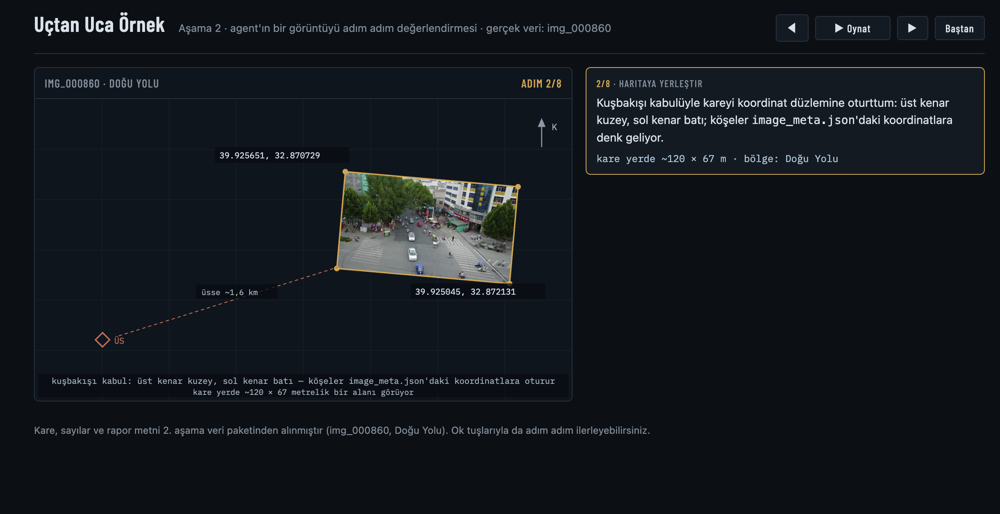 Uçtan Uca Örnek
Aşama 2 · agent'ın bir görüntüyü adım adım değerlendirmesi · gerçek veri: img_000860
◀
▶ Oynat
▶
Baştan
IMG_000860 · DOĞU YOLU
ADIM 2/8
K
39.925651, 32.870729
39.925045, 32.872131
üsse ~1,6 km
ÜS
kuşbakışı kabul: üst kenar kuzey, sol kenar batı — köşeler image_meta.json'daki koordinatlara oturur
kare yerde ~120 × 67 metrelik bir alanı görüyor
2/8 · HARITAYA YERLEŞTIR
Kuşbakışı kabulüyle kareyi koordinat düzlemine oturttum: üst kenar
kuzey, sol kenar batı; köşeler image_meta.json'daki koordinatlara
denk geliyor.
kare yerde ~120 × 67 m · bölge: Doğu Yolu
Kare, sayılar ve rapor metni 2. aşama veri paketinden alınmıştır (img_000860, Doğu Yolu). Ok tuşlarıyla da adım adım ilerleyebilirsiniz.